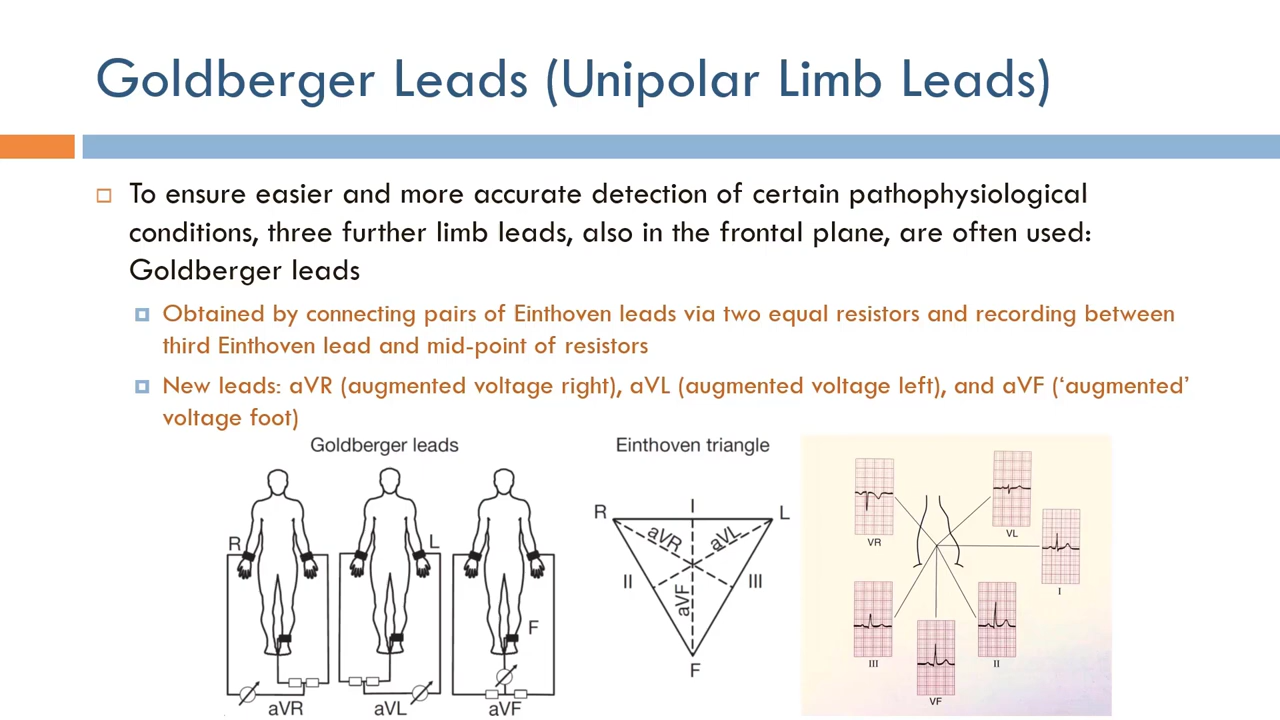 Goldberger Leads (Unipolar Limb Leads)
To ensure easier and more accurate detection of certain pathophysiological
conditions, three further limb leads, also in the frontal plane, are often used:
Goldberger leads
Obtained by connecting pairs of Einthoven leads via two equal resistors and recording between
third Einthoven lead and mid-point of resistors
New leads: aVR (augmented voltage right), aVL (augmented voltage left), and aVF (‘augmented’
voltage foot)
Goldberger leads
R
L
F
aVR
aVL
aVF
Einthoven triangle
R
L
aVR
aVL
II
III
aVF
F
VR
VL
I
III
II
VF